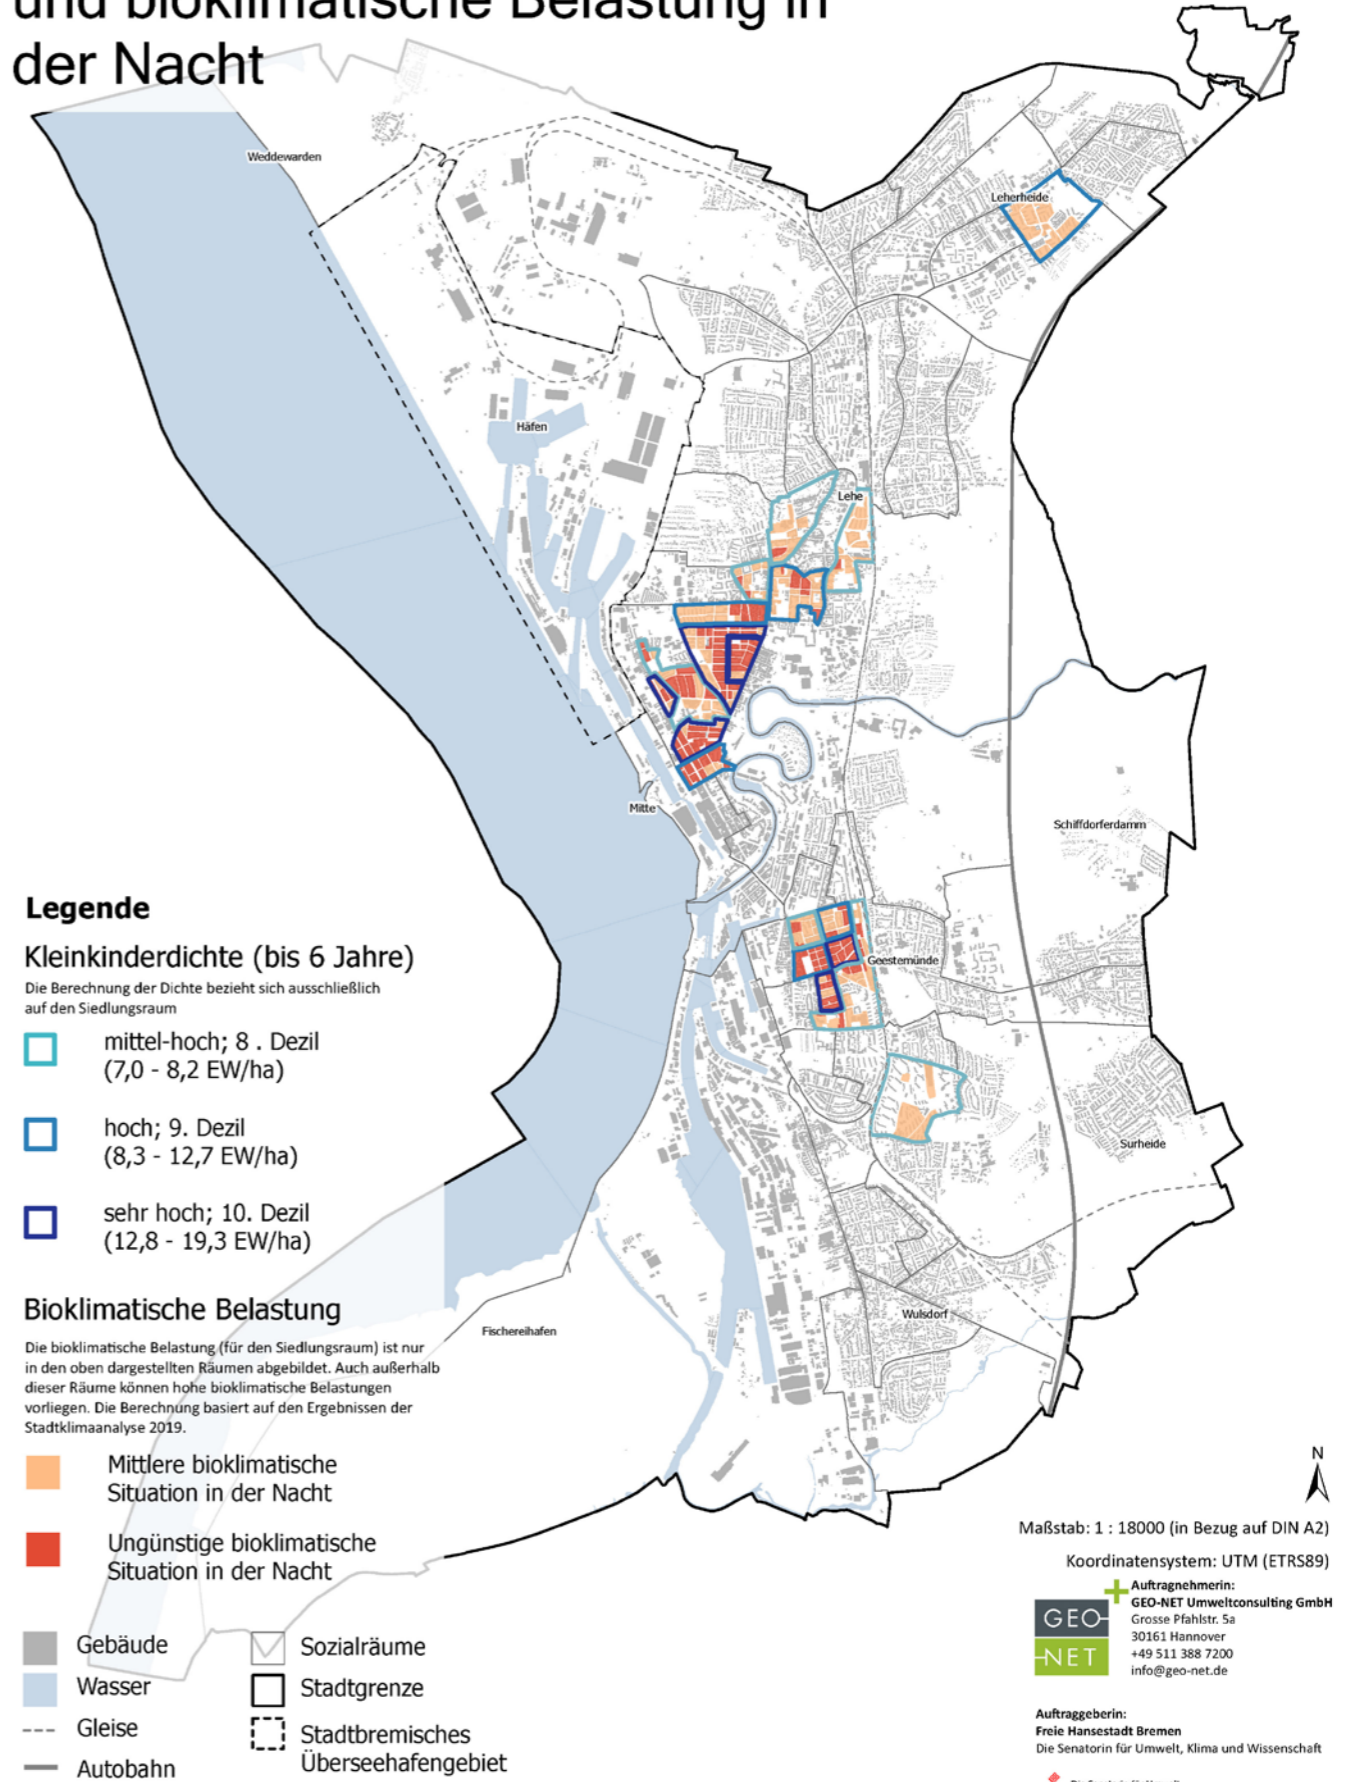 und bioklimatische Belastung in
der Nacht
Weddewarden
Leherheide
Häfen
Lehe
Mitte
Schiffdorferdamm
Geestemünde
Surheide
Wulsdorf
Fischereihafen
Legende
Kleinkinderdichte (bis 6 Jahre)
Die Berechnung der Dichte bezieht sich ausschließlich
auf den Siedlungsraum
mittel-hoch; 8 . Dezil
(7,0 - 8,2 EW/ha)
hoch; 9. Dezil
(8,3 - 12,7 EW/ha)
sehr hoch; 10. Dezil
(12,8 - 19,3 EW/ha)
Bioklimatische Belastung
Die bioklimatische Belastung (für den Siedlungsraum) ist nur
in den oben dargestellten Räumen abgebildet. Auch außerhalb
dieser Räume können hohe bioklimatische Belastungen
vorliegen. Die Berechnung basiert auf den Ergebnissen der
Stadtklimaanalyse 2019.
Mittlere bioklimatische
Situation in der Nacht
Ungünstige bioklimatische
Situation in der Nacht
Gebäude
Wasser
Gleise
Autobahn
Sozialräume
Stadtgrenze
Stadtbremisches
Überseehafengebiet
N
Maßstab: 1 : 18000 (in Bezug auf DIN A2)
Koordinatensystem: UTM (ETRS89)
GEO
NET
Auftragnehmerin:
GEO-NET Umweltconsulting GmbH
Grosse Pfahlstr. 5a
30161 Hannover
+49 511 388 7200
info@geo-net.de
Auftraggeberin:
Freie Hansestadt Bremen
Die Senatorin für Umwelt, Klima und Wissenschaft